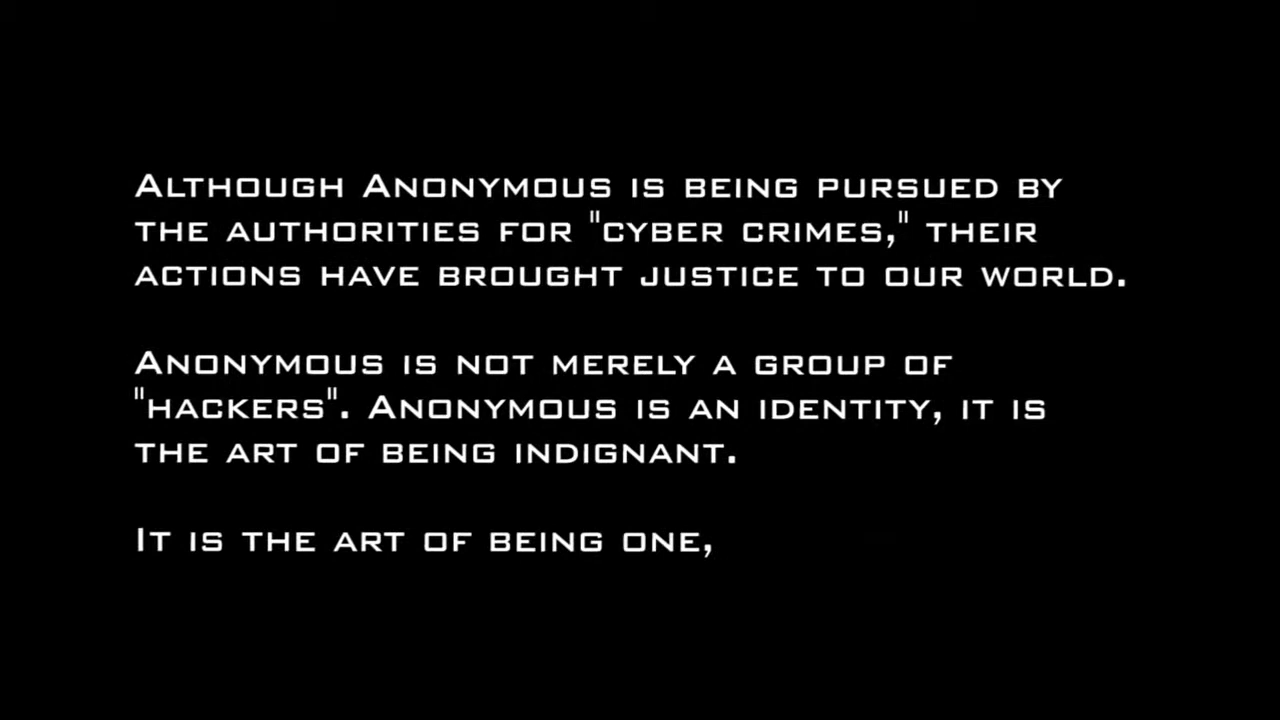 Although Anonymous is being pursued by
the authorities for "cyber crimes," their
actions have brought justice to our world.
Anonymous is not merely a group of
"hackers". Anonymous is an identity, it is
the art of being indignant.
It is the art of being one,